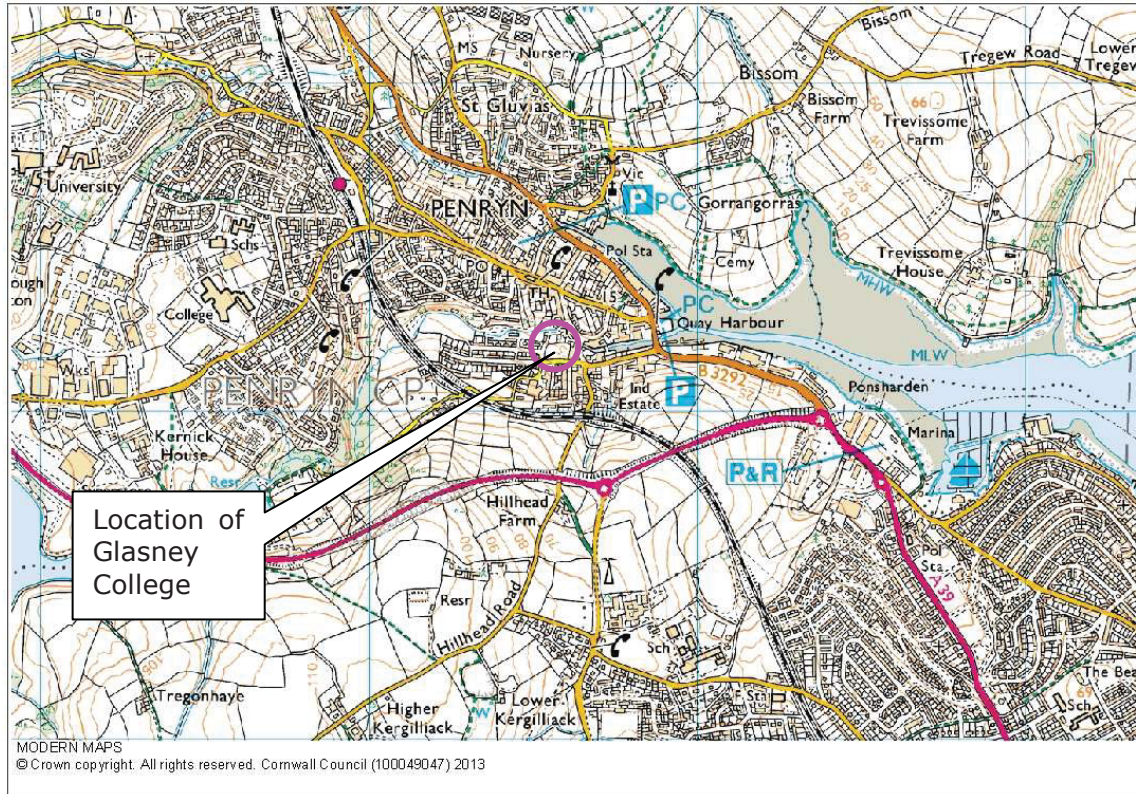 Bissom
MS
Nursery
Tregew Road
Lower
Tregew
Bissom
St Gluvias
Bissom
Farm
66
Trevissome
Farm
University
Vic
P PC
Gorrangorras
PENRYN
Schs
Pol Sta
Cemy
Trevissome
House
MHW
College
TH
PC
Quay Harbour
MLW
Wks
PENRYN CP
B 3292
Ponsharden
Ind
Estate
P
Kernick
House
Marina
Resr
P&R
Hillhead
Farm
Location of
Glasney
College
Pol
Sta
A39
Resr
Hillhead Road
Sch
Tregonhaye
110
The Bea
69
Sch
Higher
Kergilliack
W
Lower
Kergilliack
MODERN MAPS
© Crown copyright. All rights reserved. Cornwall Council (100049047) 2013